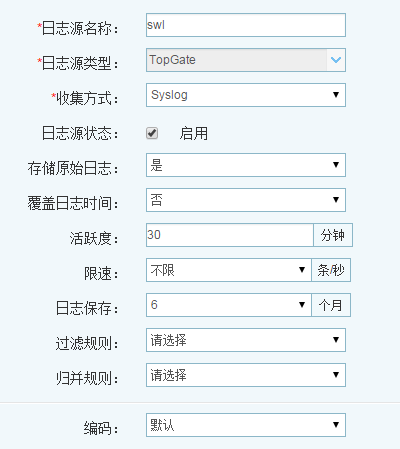 *日志源名称： swl
*日志源类型： TopGate
*收集方式： Syslog
日志源状态： 启用
存储原始日志： 是
覆盖日志时间： 否
活跃度： 30 分钟
限速： 不限 条/秒
日志保存： 6 个月
过滤规则： 请选择
归并规则： 请选择
编码： 默认